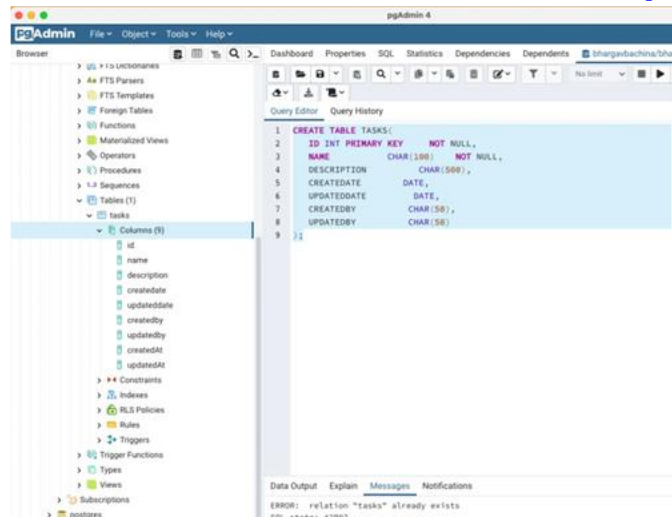 pgAdmin 4
PgAdmin File Object Tools Help
Browser
Dashboard Properties SQL Statistics Dependencies Dependents bhargavbachina/bha
No limit
Query Editor Query History
FTS Dictionaries
FTS Parsers
FTS Templates
Foreign Tables
Functions
Materialized Views
Operators
Procedures
1..3 Sequences
Tables (1)
tasks
Columns (9)
id
name
description
createdate
updateddate
createdby
updatedby
createdAt
updatedAt
Constraints
Indexes
RLS Policies
Rules
Triggers
Trigger Functions
Types
Views
Subscriptions
postgres
1 CREATE TABLE TASKS(
2 ID INT PRIMARY KEY NOT NULL,
3 NAME CHAR(100) NOT NULL,
4 DESCRIPTION CHAR(500),
5 CREATEDATE DATE,
6 UPDATEDDATE DATE,
7 CREATEDBY CHAR(50),
8 UPDATEDBY CHAR(50)
9 );
Data Output Explain Messages Notifications
ERROR: relation "tasks" already exists